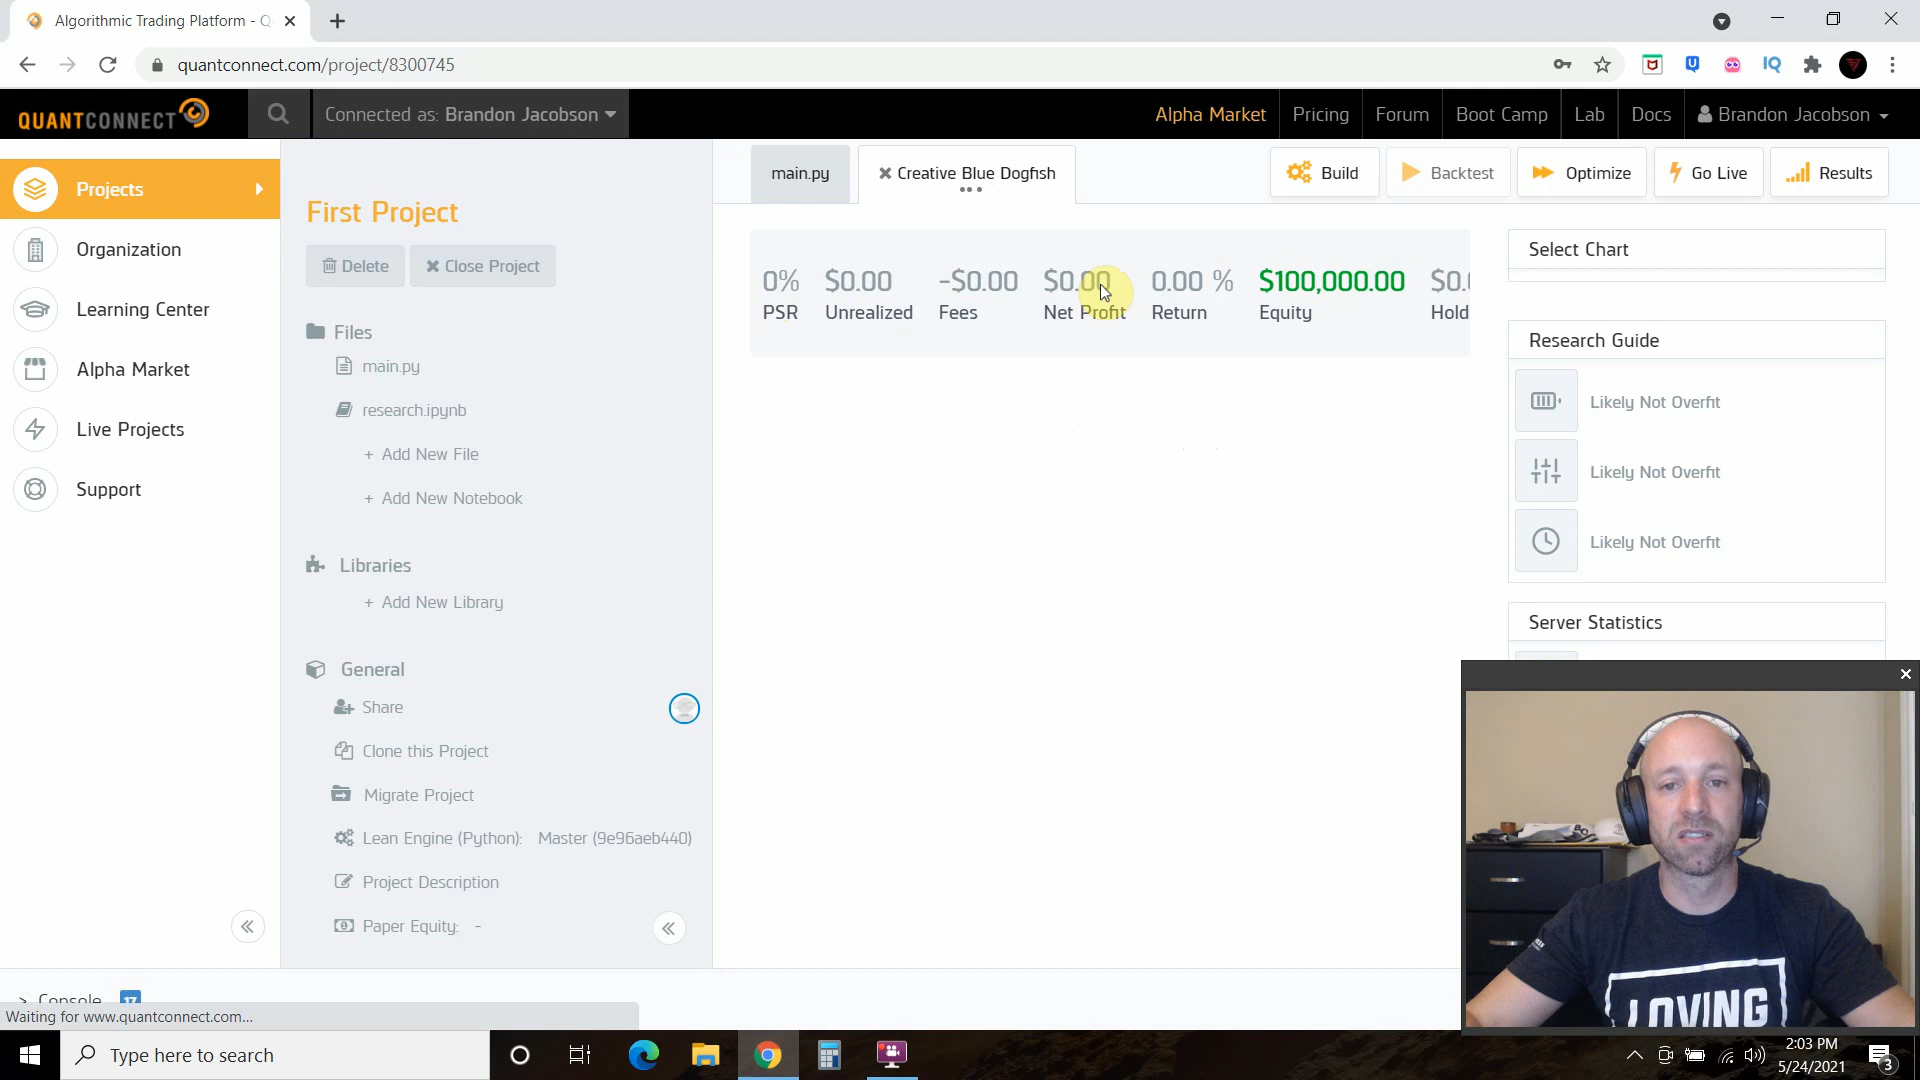 Algorithmic Trading Platform - Q
quantconnect.com/project/8300745
IQ
QUANTCONNECT
Connected as: Brandon Jacobson
Alpha Market
Pricing
Forum
Boot Camp
Lab
Docs
Brandon Jacobson
Projects
Organization
Learning Center
Alpha Market
Live Projects
Support
First Project
Delete
Close Project
Files
main.py
research.ipynb
+ Add New File
+ Add New Notebook
Libraries
+ Add New Library
General
Share
Clone this Project
Migrate Project
Lean Engine (Python): Master (9e96aeb440)
Project Description
Paper Equity: -
main.py
Creative Blue Dogfish
Build
Backtest
Optimize
Go Live
Results
0% $0.00 -$0.00 $0.00 0.00 % $100,000.00 $0.0
PSR Unrealized Fees Net Profit Return Equity Hold
Select Chart
Research Guide
Likely Not Overfit
Likely Not Overfit
Likely Not Overfit
Server Statistics
LOVING
> Console 17
Waiting for www.quantconnect.com...
Type here to search
2:03 PM
5/24/2021
3